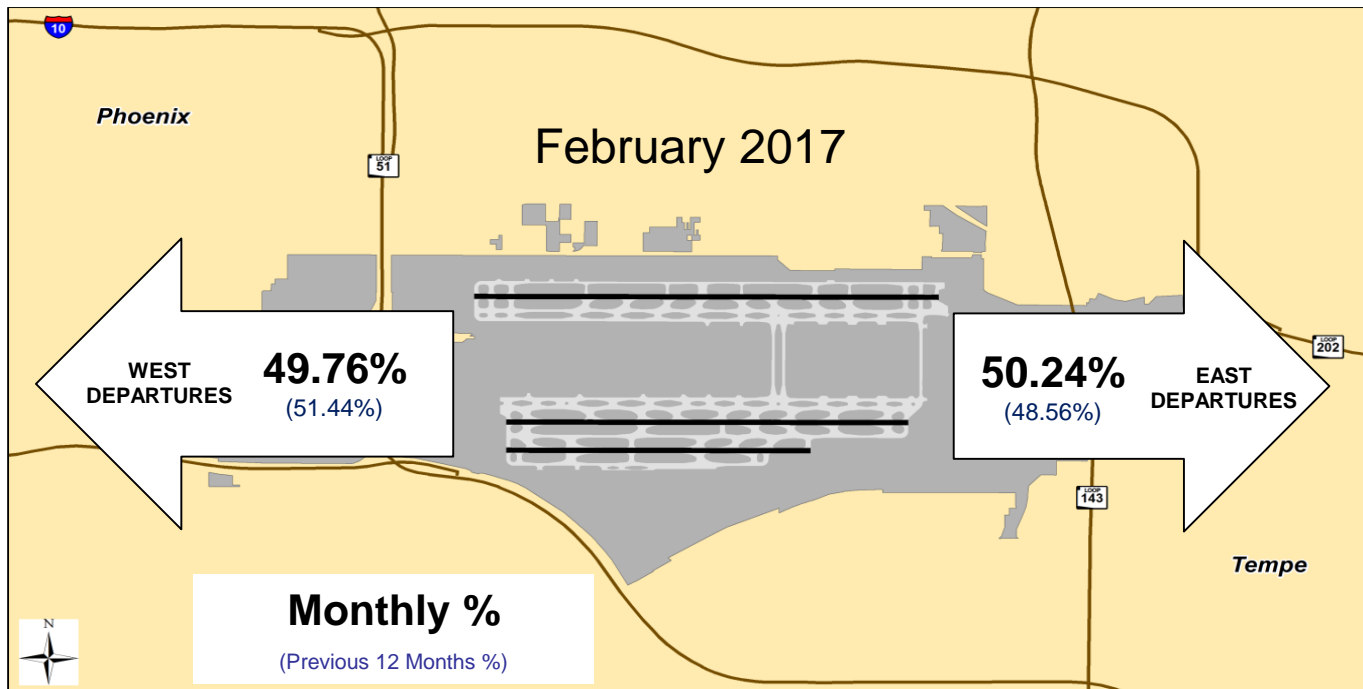 10
Phoenix
February 2017
LOOP
51
WEST
DEPARTURES
49.76%
(51.44%)
50.24%
(48.56%)
EAST
DEPARTURES
LOOP
202
LOOP
143
Tempe
Monthly %
(Previous 12 Months %)
N